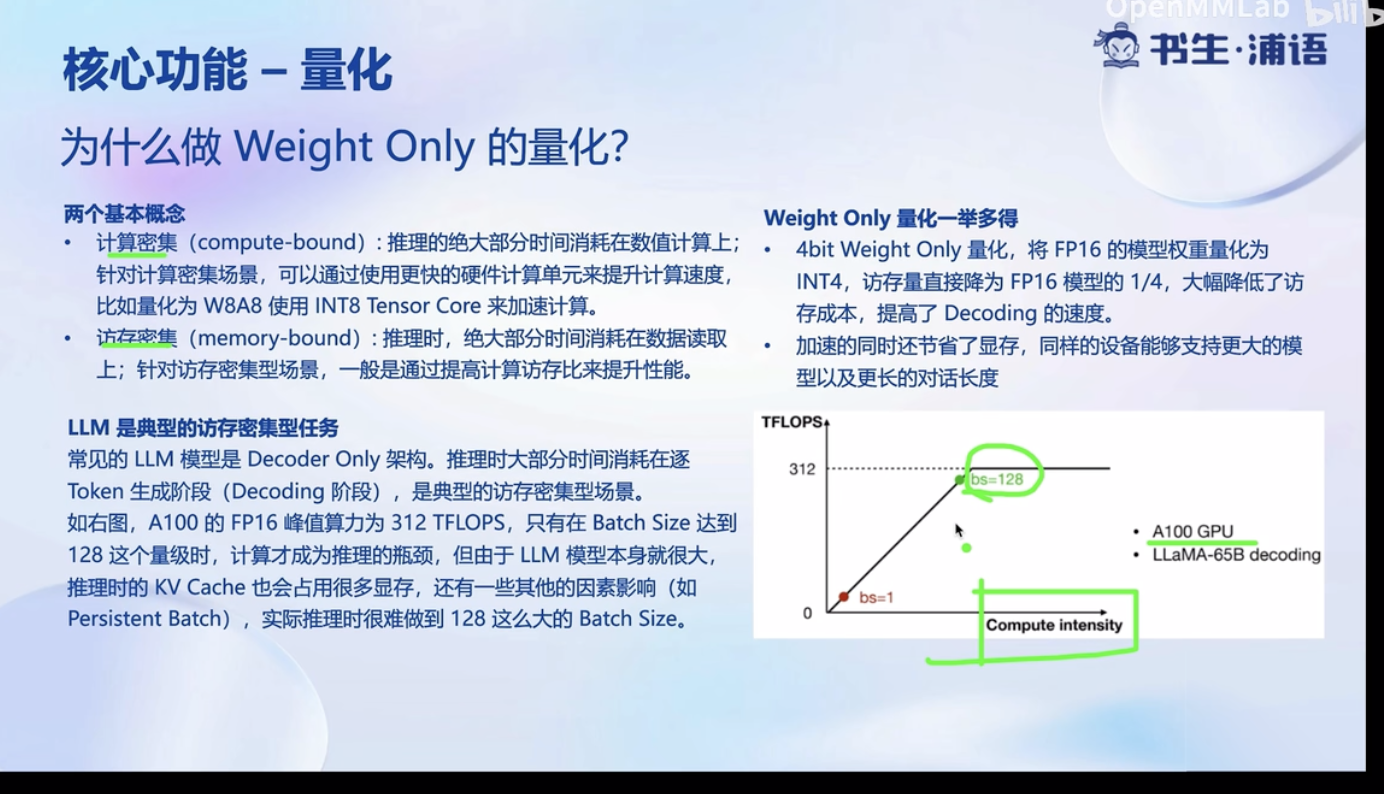 OpenMMLab bilib
书生·浦语
核心功能 – 量化
为什么做 Weight Only 的量化？
两个基本概念
• 计算密集（compute-bound）: 推理的绝大部分时间消耗在数值计算上；
针对计算密集场景，可以通过使用更快的硬件计算单元来提升计算速度，
比如量化为 W8A8 使用 INT8 Tensor Core 来加速计算。
• 访存密集（memory-bound）: 推理时，绝大部分时间消耗在数据读取
上；针对访存密集型场景，一般是通过提高计算访存比来提升性能。
LLM 是典型的访存密集型任务
常见的 LLM 模型是 Decoder Only 架构。推理时大部分时间消耗在逐
Token 生成阶段（Decoding 阶段），是典型的访存密集型场景。
如右图，A100 的 FP16 峰值算力为 312 TFLOPS，只有在 Batch Size 达到
128 这个量级时，计算才成为推理的瓶颈，但由于 LLM 模型本身就很大，
推理时的 KV Cache 也会占用很多显存，还有一些其他的因素影响（如
Persistent Batch），实际推理时很难做到 128 这么大的 Batch Size。
Weight Only 量化一举多得
• 4bit Weight Only 量化，将 FP16 的模型权重量化为
INT4，访存量直接降为 FP16 模型的 1/4，大幅降低了访
存成本，提高了 Decoding 的速度。
• 加速的同时还节省了显存，同样的设备能够支持更大的模
型以及更长的对话长度
TFLOPS
312
bs=128
• A100 GPU
• LLaMA-65B decoding
bs=1
0
Compute intensity